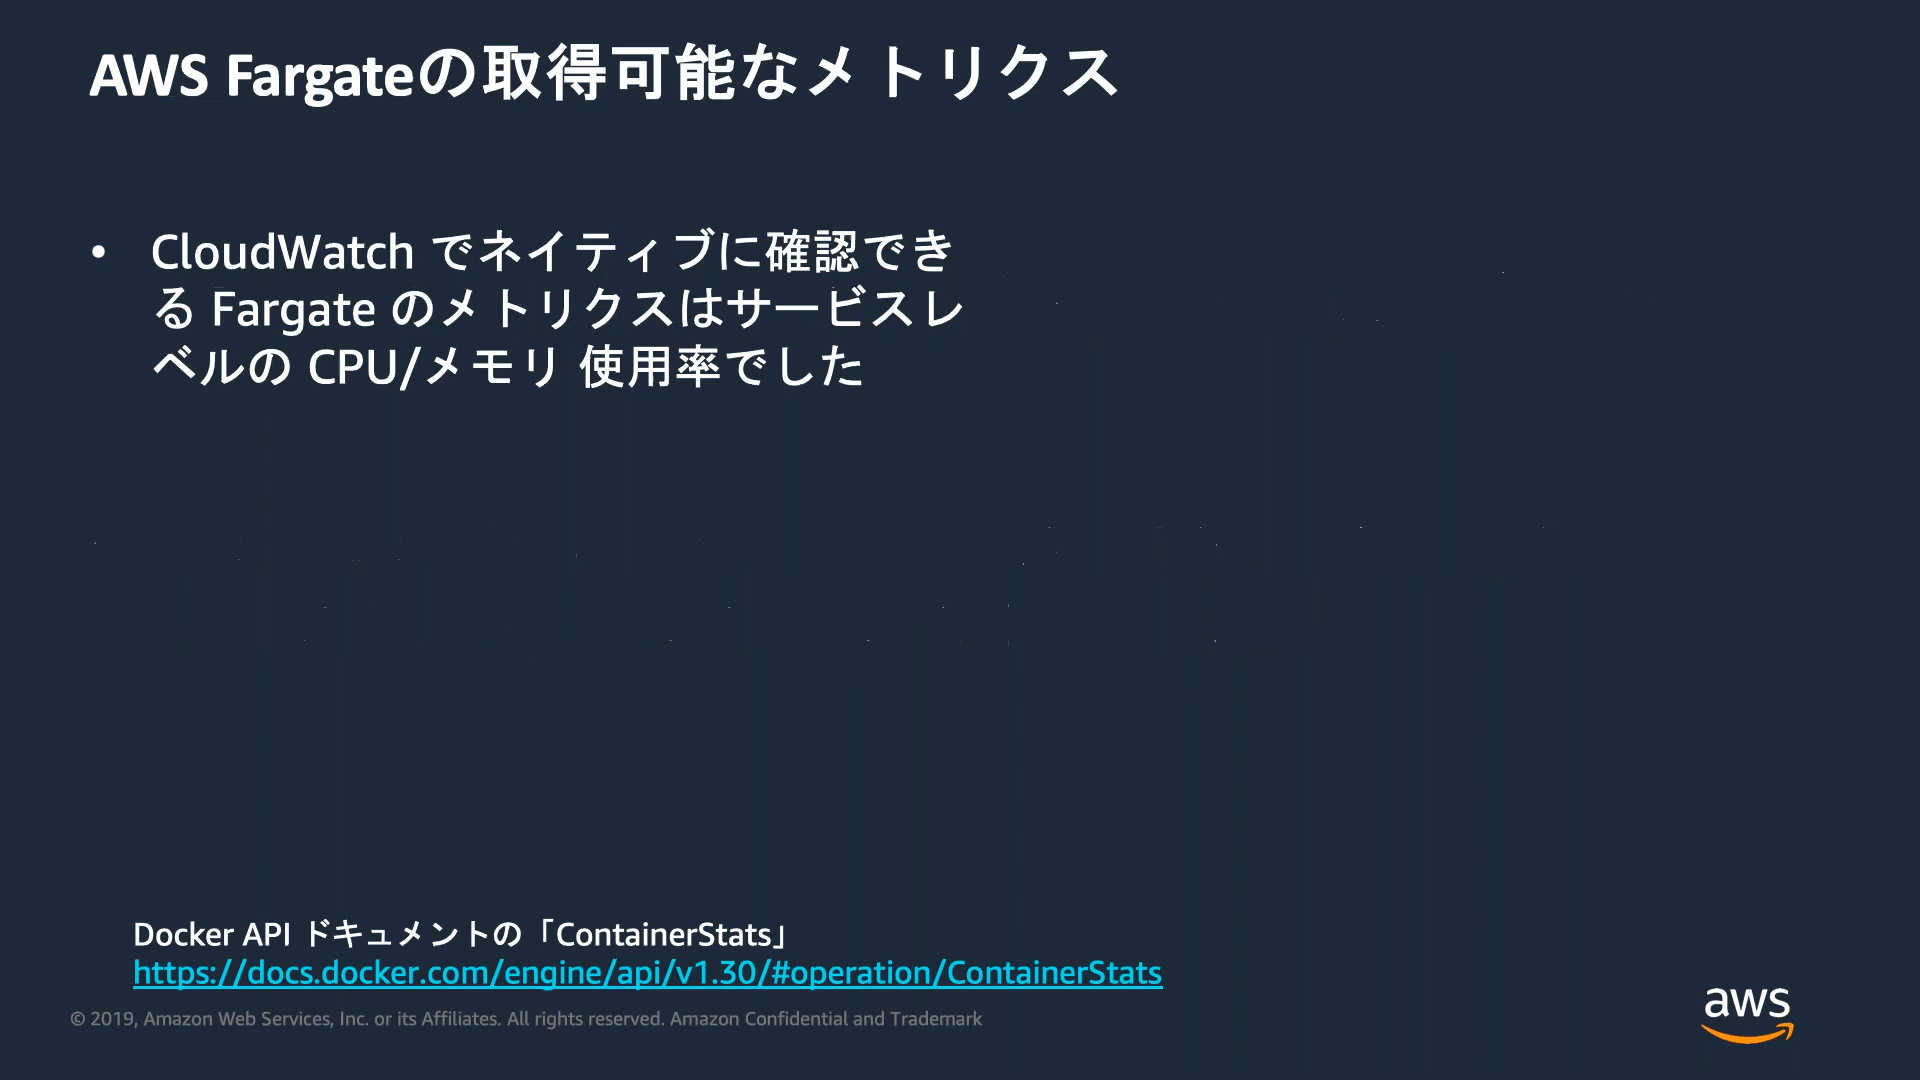 AWS Fargateの取得可能なメトリクス
• CloudWatch でネイティブに確認でき
る Fargate のメトリクスはサービスレ
ベルの CPU/メモリ 使用率でした
Docker API ドキュメントの「ContainerStats」
https://docs.docker.com/engine/api/v1.30/#operation/ContainerStats
© 2019, Amazon Web Services, Inc. or its Affiliates. All rights reserved. Amazon Confidential and Trademark
aws